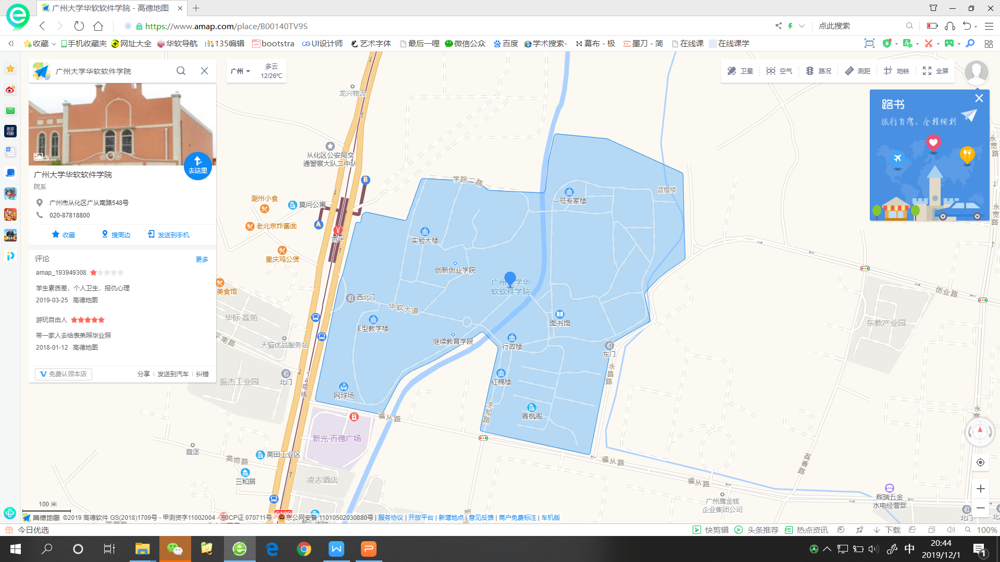 广州大学华软软件学院 - 高德地图
https://www.amap.com/place/B00140TV9S
点此搜索
收藏
手机收藏夹
网址大全
华软导航
135编辑
bootstra
UI设计师
艺术字体
最后一哩
微信公众
百度
学术搜索-
幕布 - 极
墨刀 - 简
在线课
在线课学
广州大学华软软件学院
广州
多云
12/26℃
卫星
空气
路况
测距
地铁
全屏
路书
旅行自驾，全程规划
5
去这里
广州大学华软软件学院
院系
广州市从化区广从南路548号
020-87818800
收藏
搜周边
发送到手机
评论
更多
amap_193949308
学生素质差，个人卫生，报仇心理
2019-03-25 高德地图
游玩自由人
带一家人去给表弟照毕业照
2018-01-12 高德地图
免费认领本店
分享 | 发送到汽车 | 纠错
龙兴物流
从化区公安局交
通警察大队二中队
B
A
潮州小食
莫问公寓
老北京炸酱面
太平
重庆鸡公煲
美食馆
华标·荔苑
平南路
天猫优品服务站
振杰工业园
北门
14号线
学院二路
一号专家楼
蓝楹楼
实验大楼
创新创业学院
广州大学华
软软件学院
西北门
华软大道
E型教学楼
图书馆
继续教育学院
行政楼
东门
永昌路
红棉楼
网球场
求知路
青枫阁
福从路
新光·百德广场
鑫堡
高地路
高田工业区
三和居
凌志酒店
福从路
福从路
荔香路
创业路
东教产业园
永宽路
永宽路
永宽
辉瑞五金
水电经营部
广州鹰金钱
企业集团公司
北门
100 米
高德地图 ©2019 高德软件 GS(2018)1709号 - 甲测资字11002004 - 京ICP证 070711号 - 京公网安备 11010502030880号 | 服务协议 | 开放平台 | 新增地点 | 意见反馈 | 商户免费标注 | 车机版
今日优选
快剪辑
头条推荐
热点资讯
下载
100%
中
20:44
2019/12/1
1